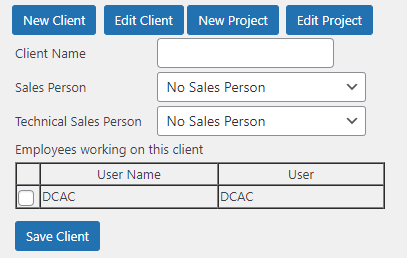 New Client Edit Client New Project Edit Project
Client Name
Sales Person No Sales Person
Technical Sales Person No Sales Person
Employees working on this client
User Name User
DCAC DCAC
Save Client